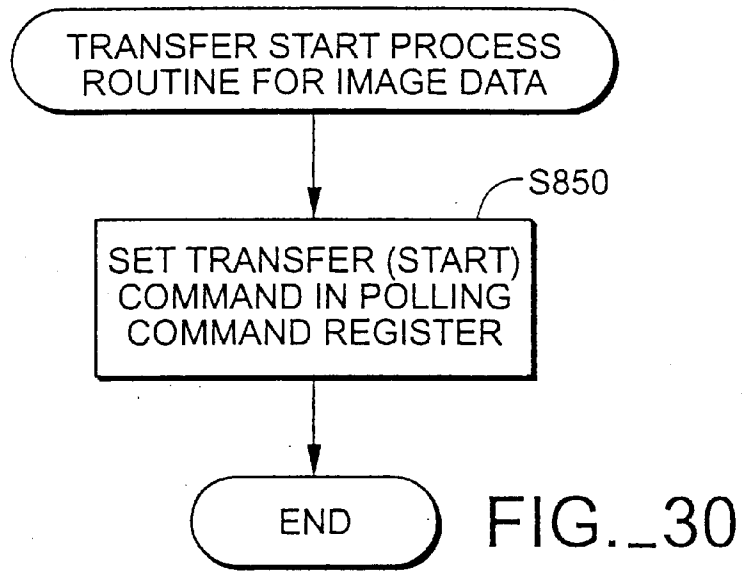 TRANSFER START PROCESS
ROUTINE FOR IMAGE DATA
S850
SET TRANSFER (START)
COMMAND IN POLLING
COMMAND REGISTER
END
FIG._30